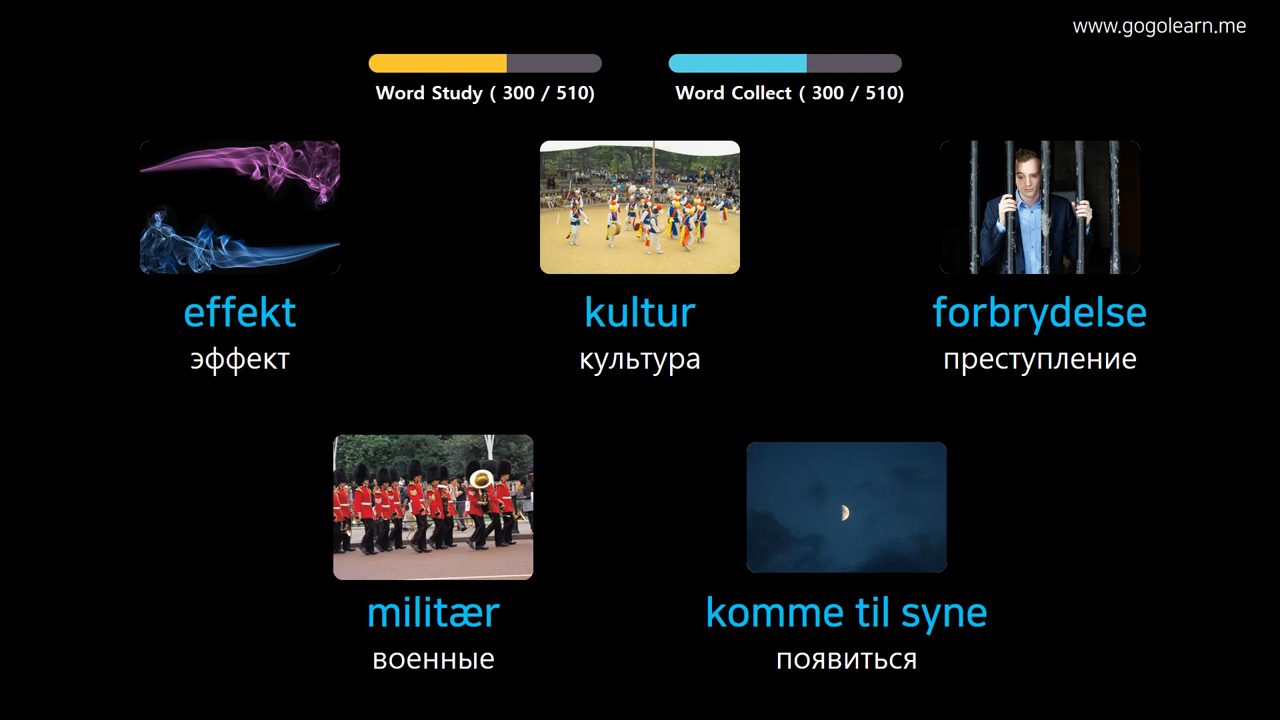 www.gogolearn.me
Word Study ( 300 / 510)
Word Collect ( 300 / 510)
effekt
эффект
kultur
культура
forbrydelse
преступление
militær
военные
komme til syne
появиться